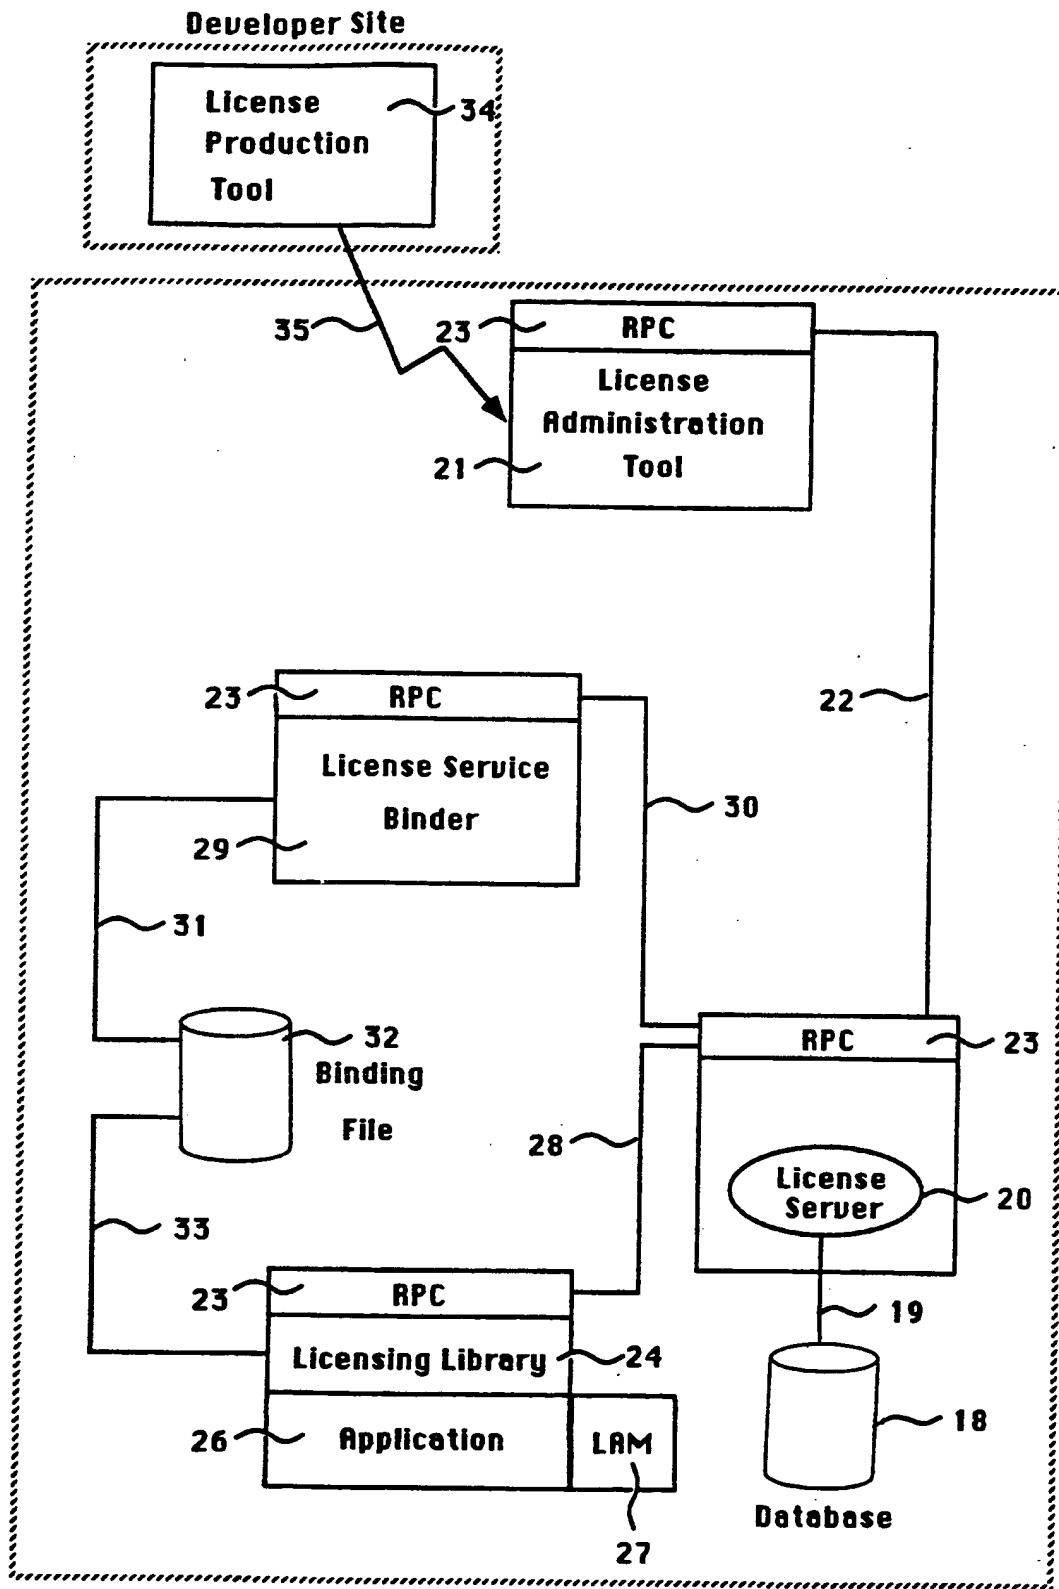 Developer Site
License
Production
Tool
34
35
23
RPC
License
Administration
Tool
21
22
23
RPC
License Service
Binder
29
30
31
32
Binding
File
RPC
23
28
License
Server
20
33
23
RPC
19
Licensing Library
24
26
Application
LAM
18
27
Database